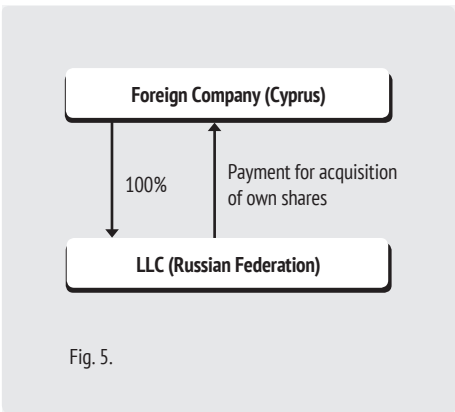 Foreign Company (Cyprus)
100%
Payment for acquisition
of own shares
LLC (Russian Federation)
Fig. 5.